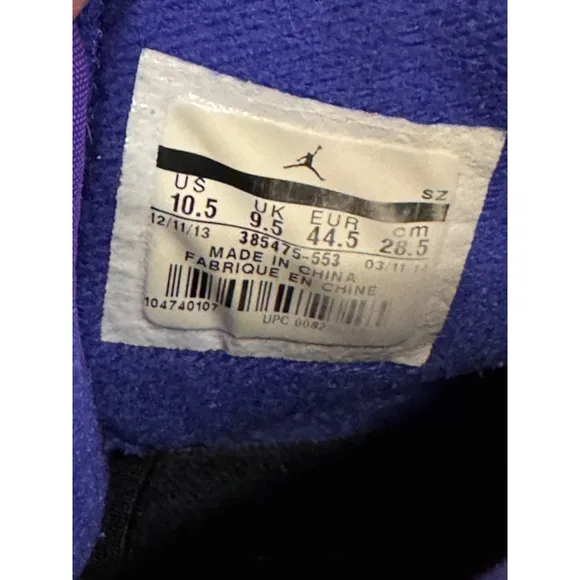 SZ
US UK EUR cm
10.5 9.5 44.5 28.5
12/11/13 385475-553 03/11/14
MADE IN CHINA
FABRIQUE EN CHINE
104740107 UPC 0082